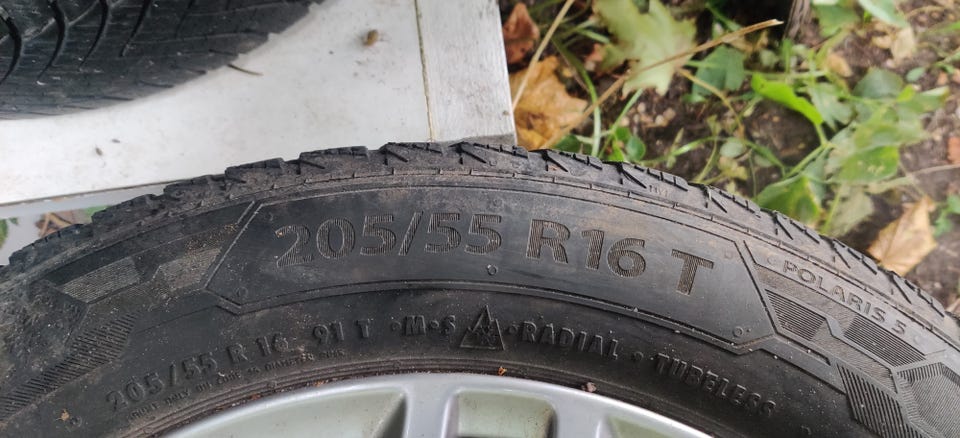 205/55 R16 T
POLARIS 5
205/55 R 16 91 T • M•S • RADIAL • TUBELESS